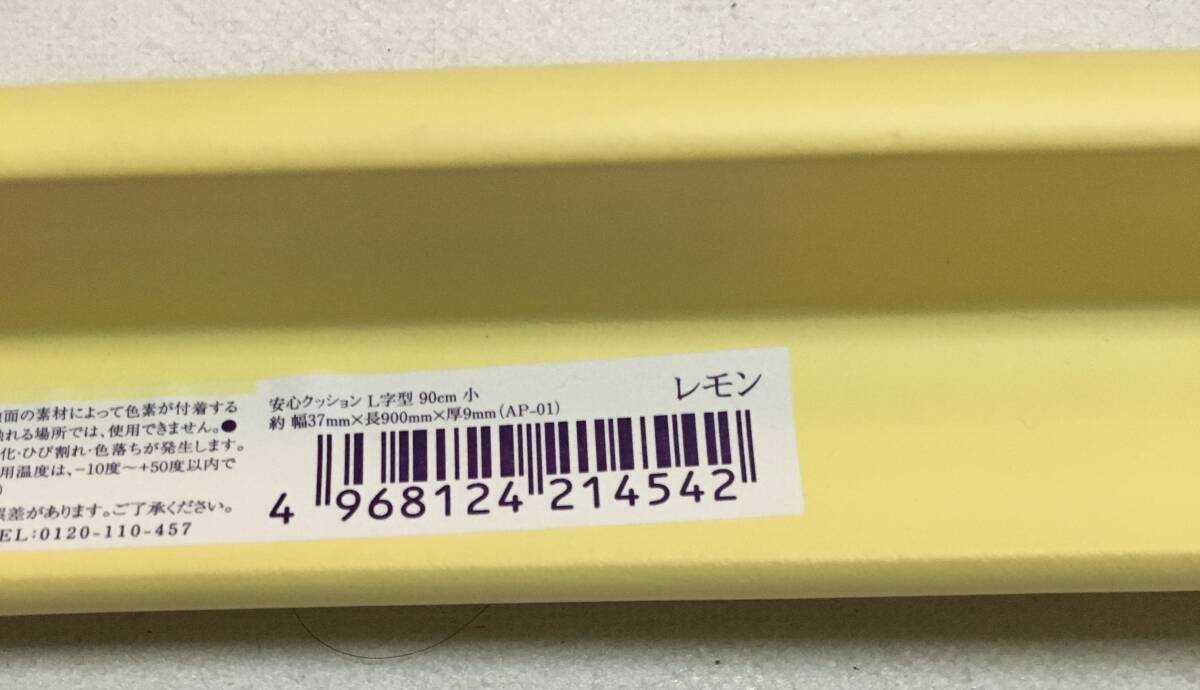 面の素材によって色素が付着する
れる場所では、使用できません。●
化・ひび割れ・色落ちが発生します。
用温度は、-10度〜+50度以内で
)
差があります。ご了承ください。
EL:0120-110-457
安心クッション L字型 90cm 小
約 幅37mm×長900mm×厚9mm(AP-01)
レモン
4 968124 214542